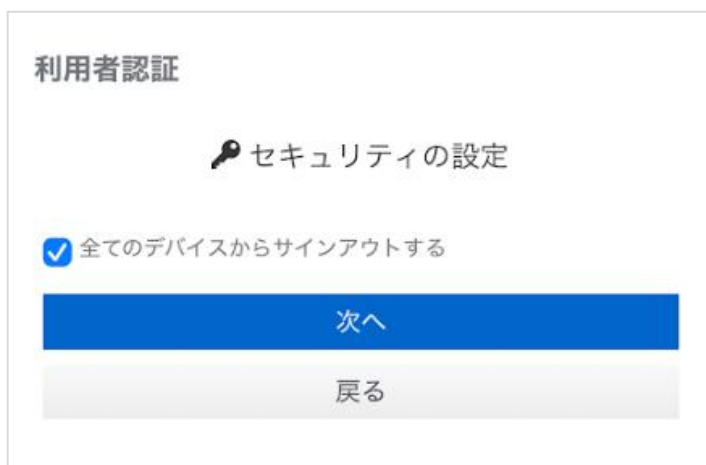 利用者認証
セキュリティの設定
全てのデバイスからサインアウトする
次へ
戻る